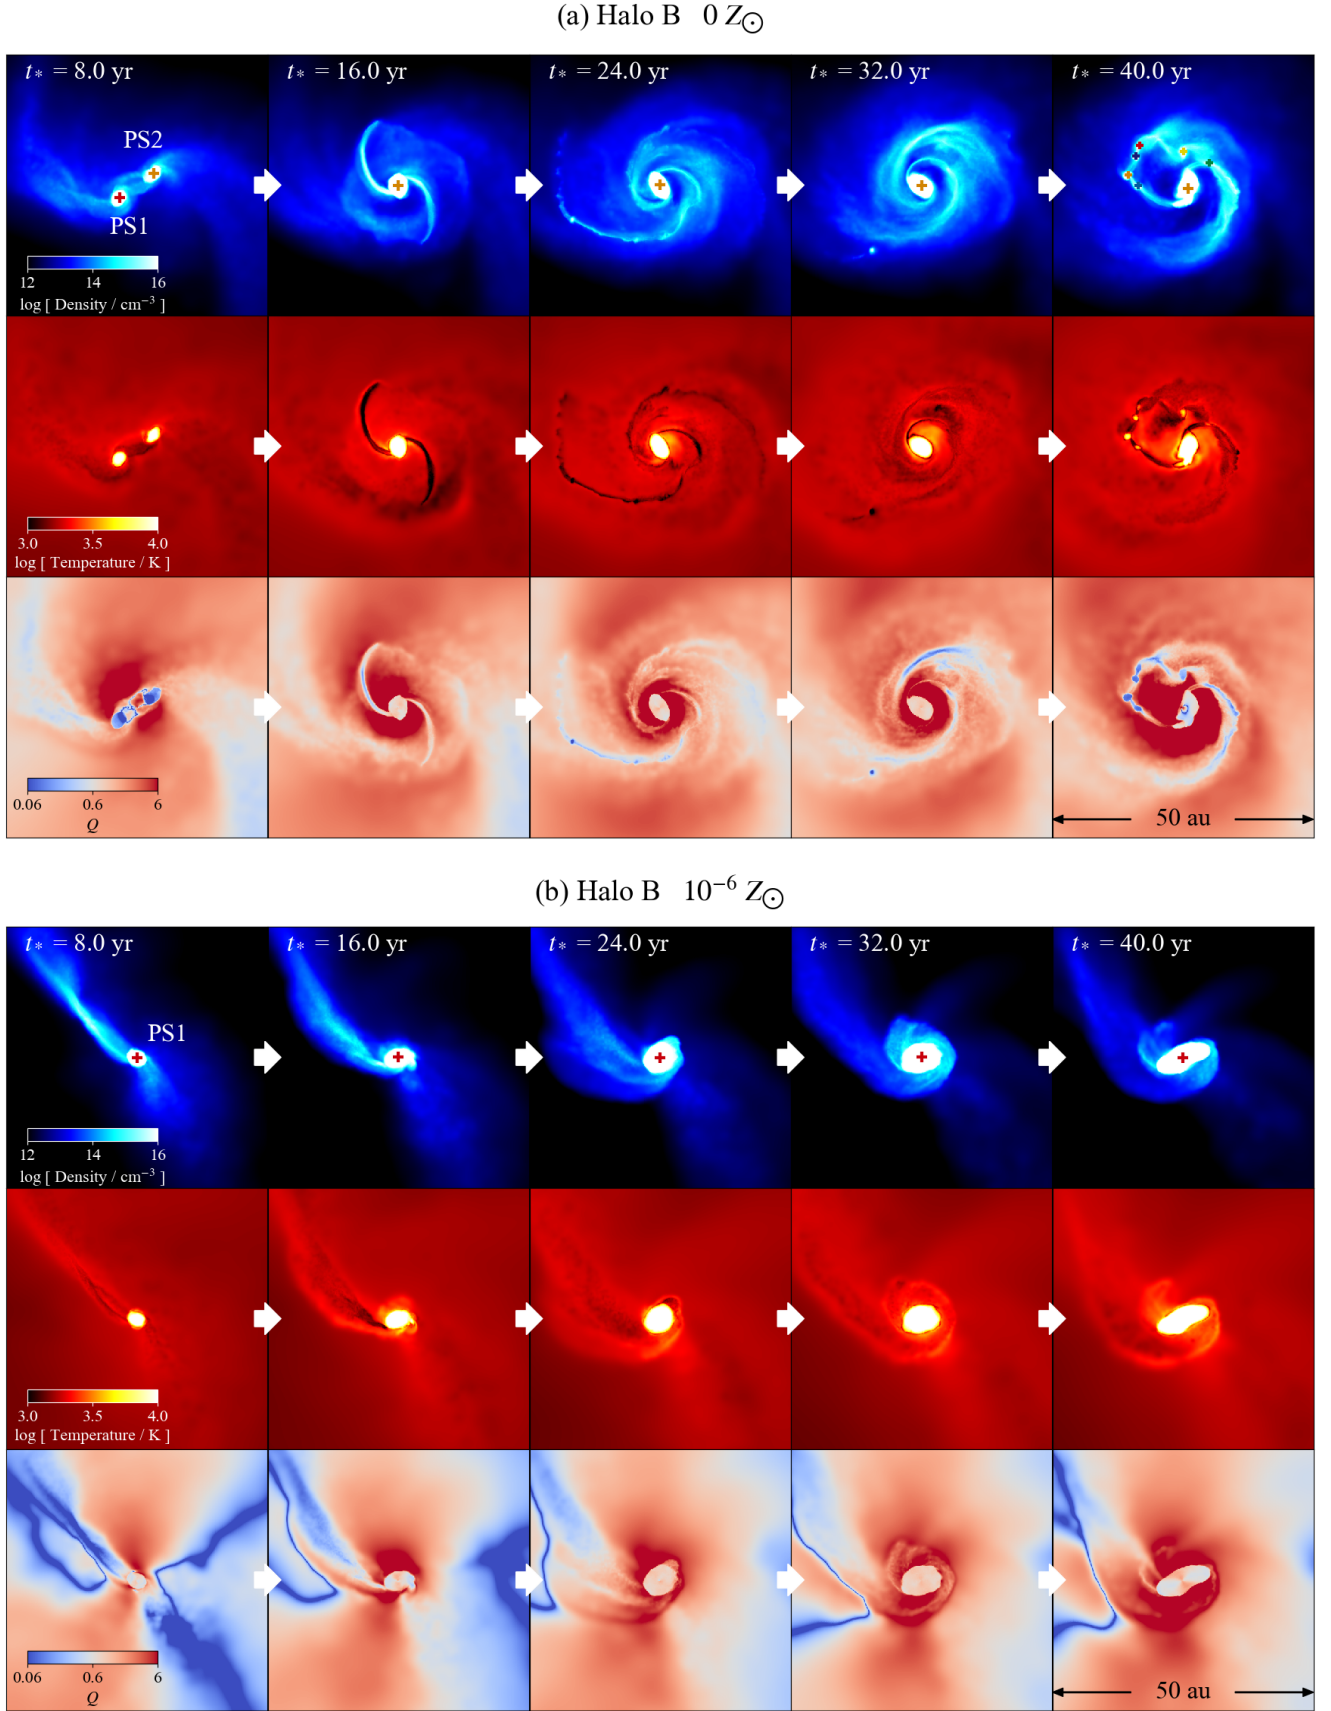 (a) Halo B 0 Z☉
t* = 8.0 yr t* = 16.0 yr t* = 24.0 yr t* = 32.0 yr t* = 40.0 yr
PS2
PS1
12 14 16
log [ Density / cm⁻³ ]
3.0 3.5 4.0
log [ Temperature / K ]
0.06 0.6 6
Q
50 au
(b) Halo B 10⁻⁶ Z☉
t* = 8.0 yr t* = 16.0 yr t* = 24.0 yr t* = 32.0 yr t* = 40.0 yr
PS1
12 14 16
log [ Density / cm⁻³ ]
3.0 3.5 4.0
log [ Temperature / K ]
0.06 0.6 6
Q
50 au